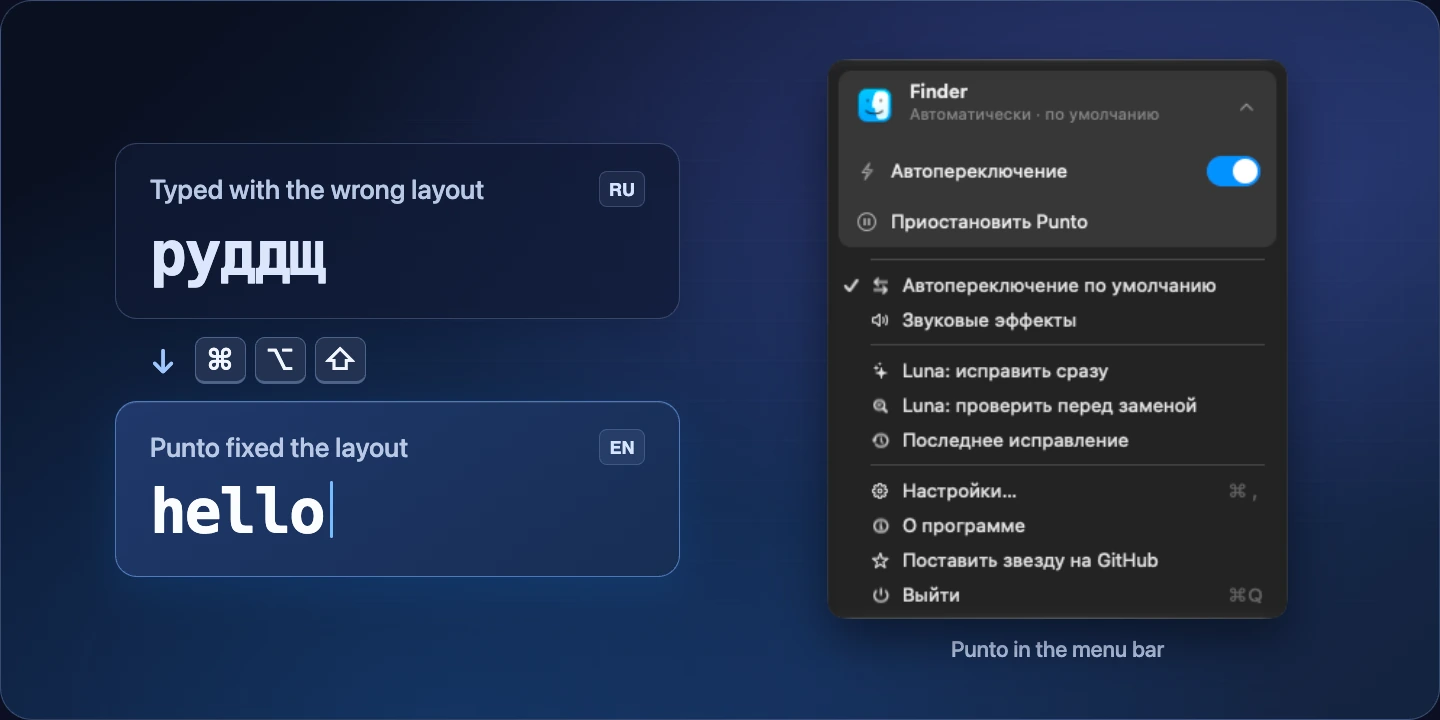 Typed with the wrong layout
RU
руддщ
⌘ ⌥ ⇧
Punto fixed the layout
EN
hello
Finder
Автоматически · по умолчанию
Автопереключение
Приостановить Punto
Автопереключение по умолчанию
Звуковые эффекты
Luna: исправить сразу
Luna: проверить перед заменой
Последнее исправление
Настройки... ⌘ ,
О программе
Поставить звезду на GitHub
Выйти ⌘Q
Punto in the menu bar